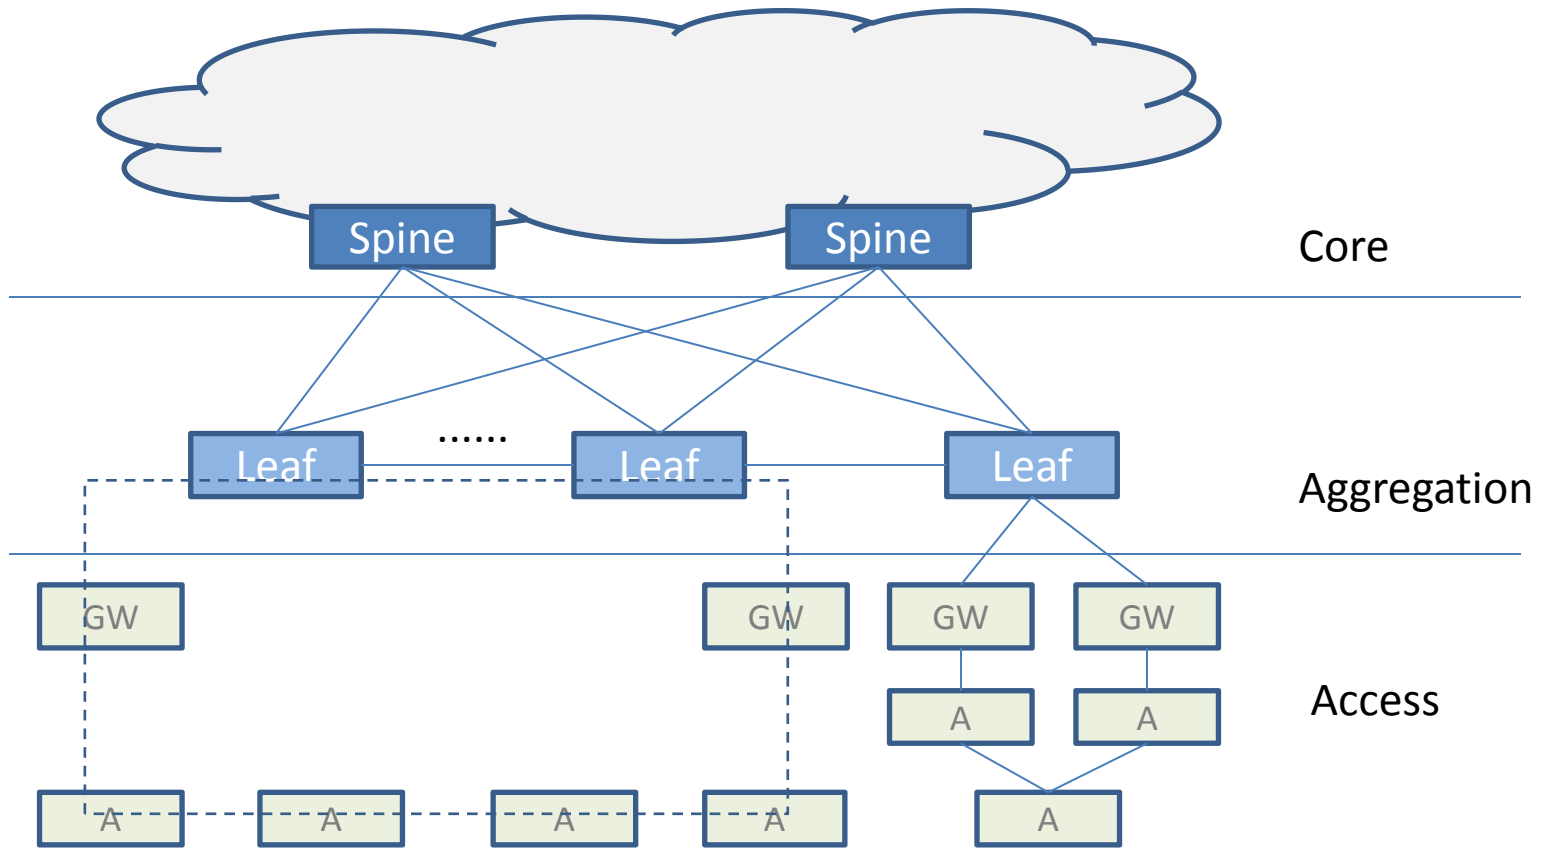 Spine
Spine
Core
......
Leaf
Leaf
Leaf
Aggregation
GW
GW
GW
GW
A
A
Access
A
A
A
A
A